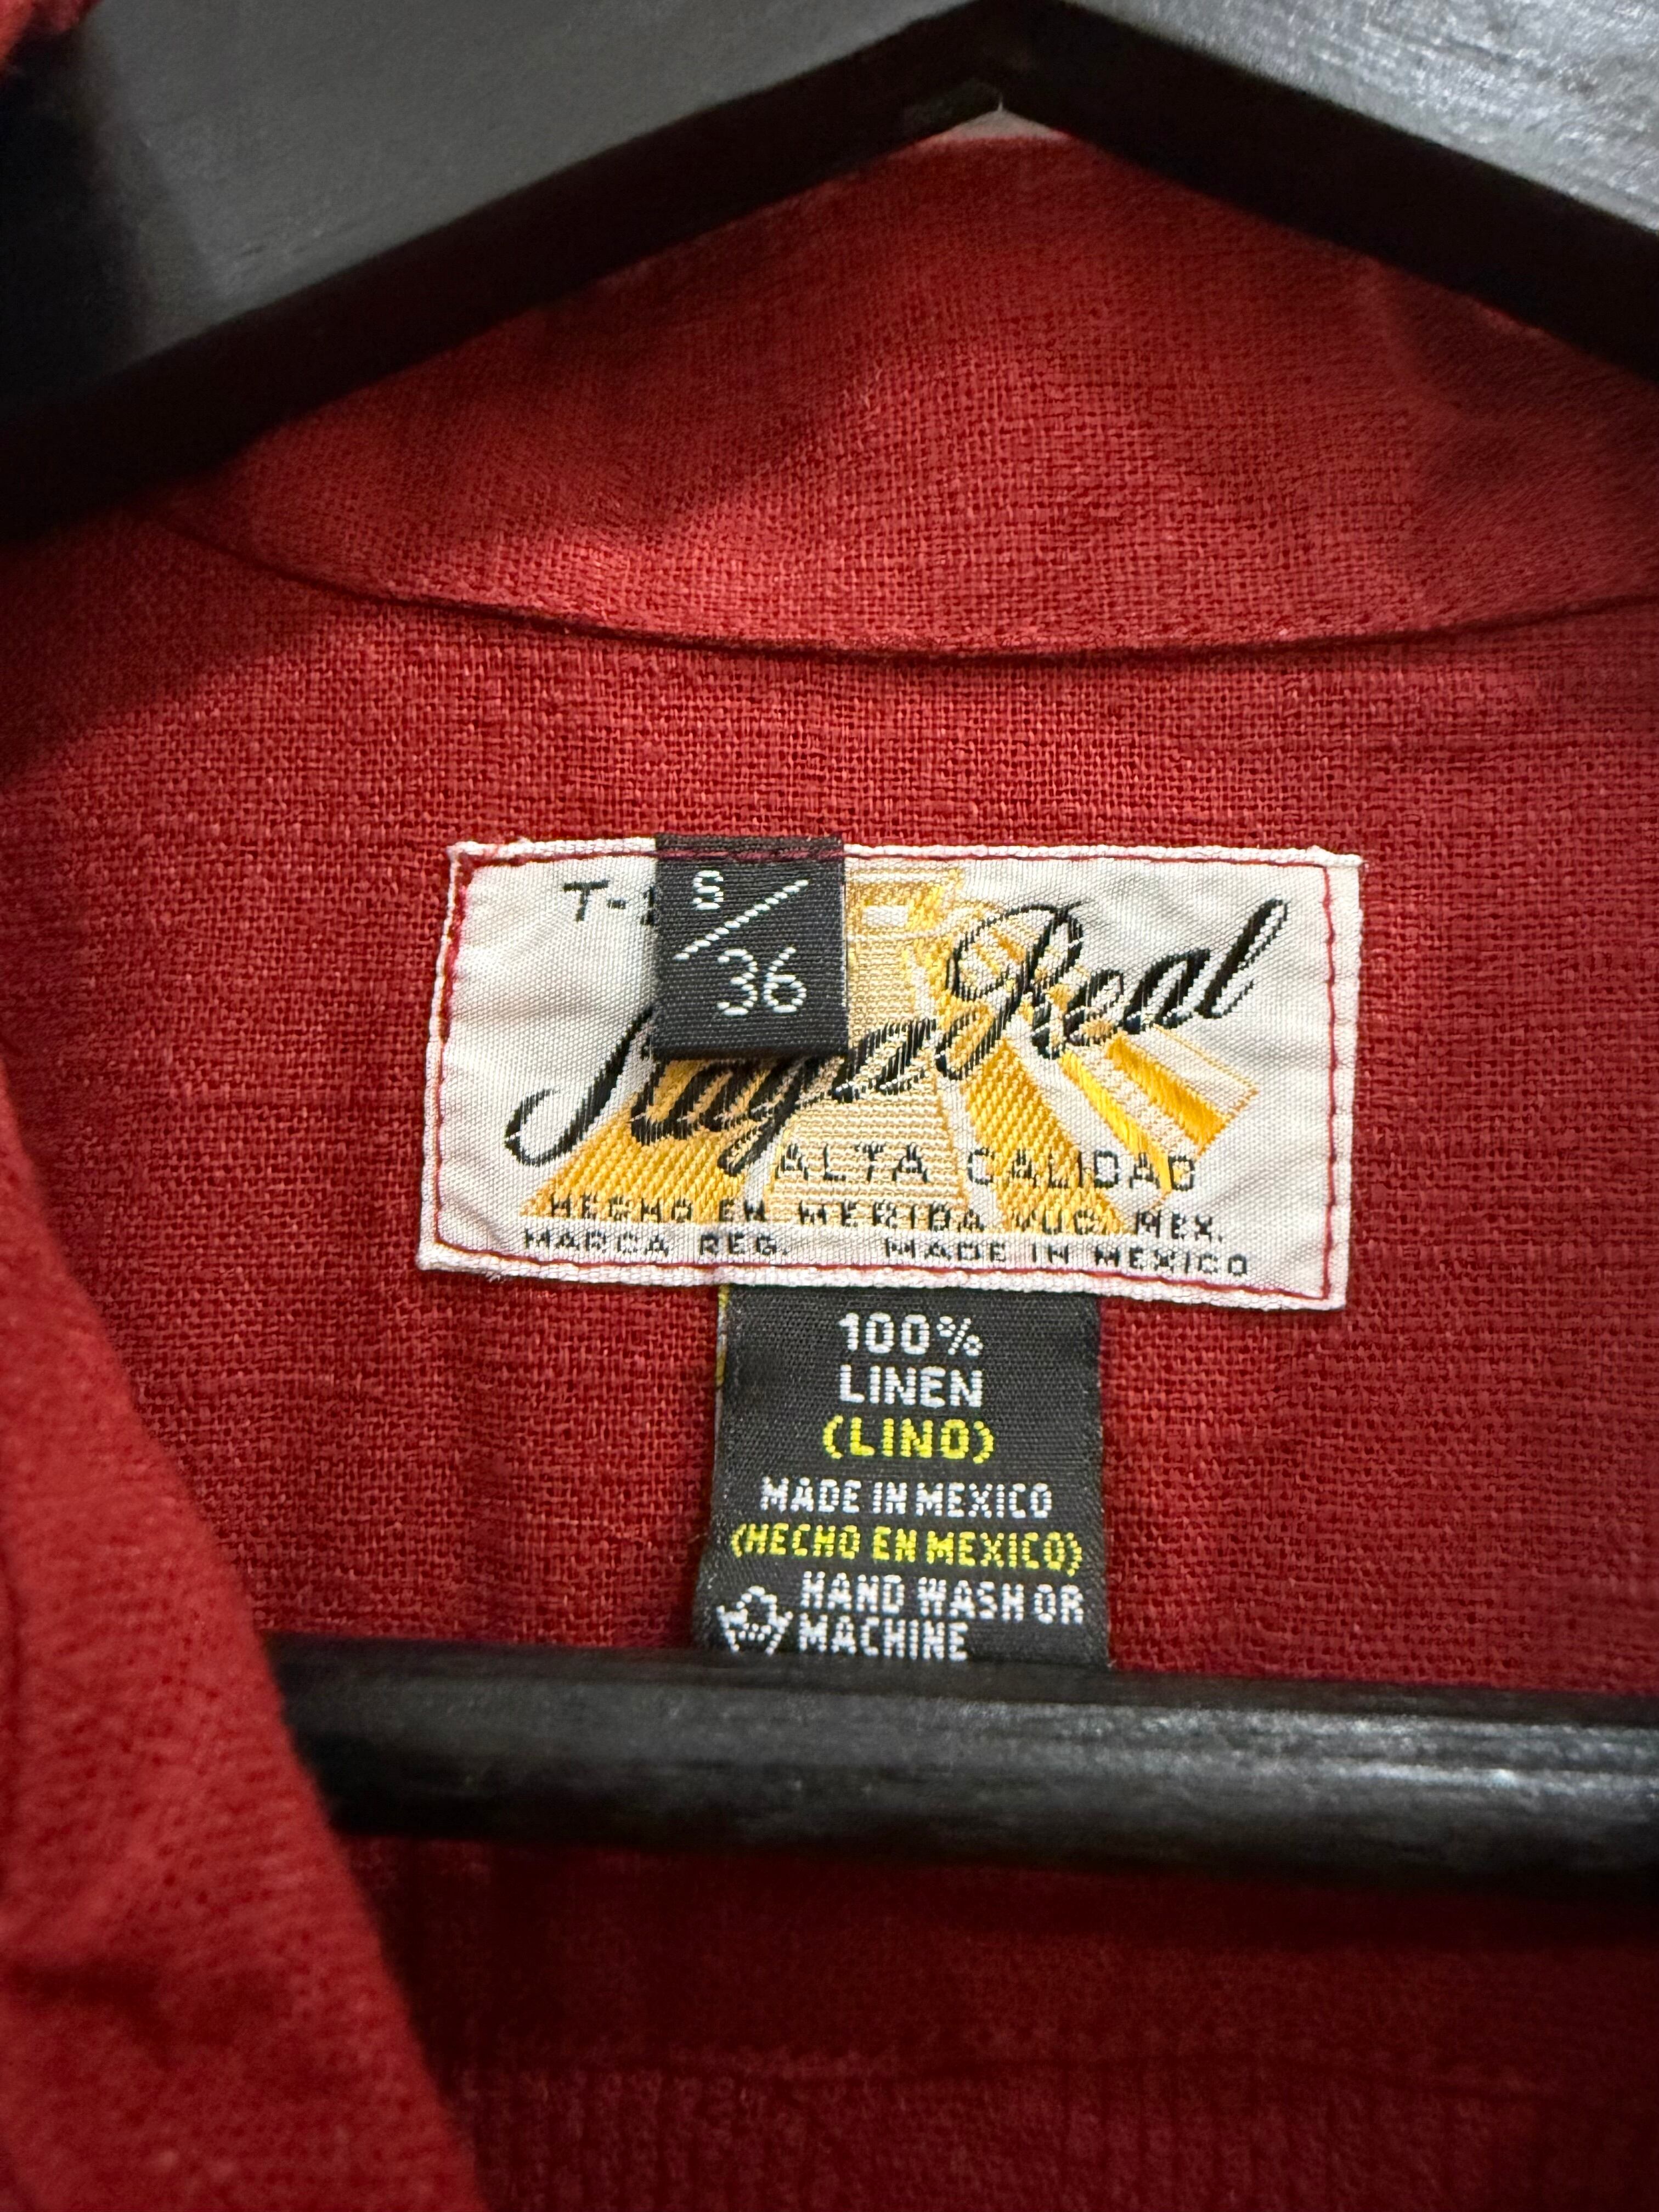 S/
36
Real
ALTA CALIDAD
HECHO EN MERIDA YUC. MEX.
MARCA REG. MADE IN MEXICO
100%
LINEN
(LINO)
MADE IN MEXICO
(HECHO EN MEXICO)
HAND WASH OR
MACHINE